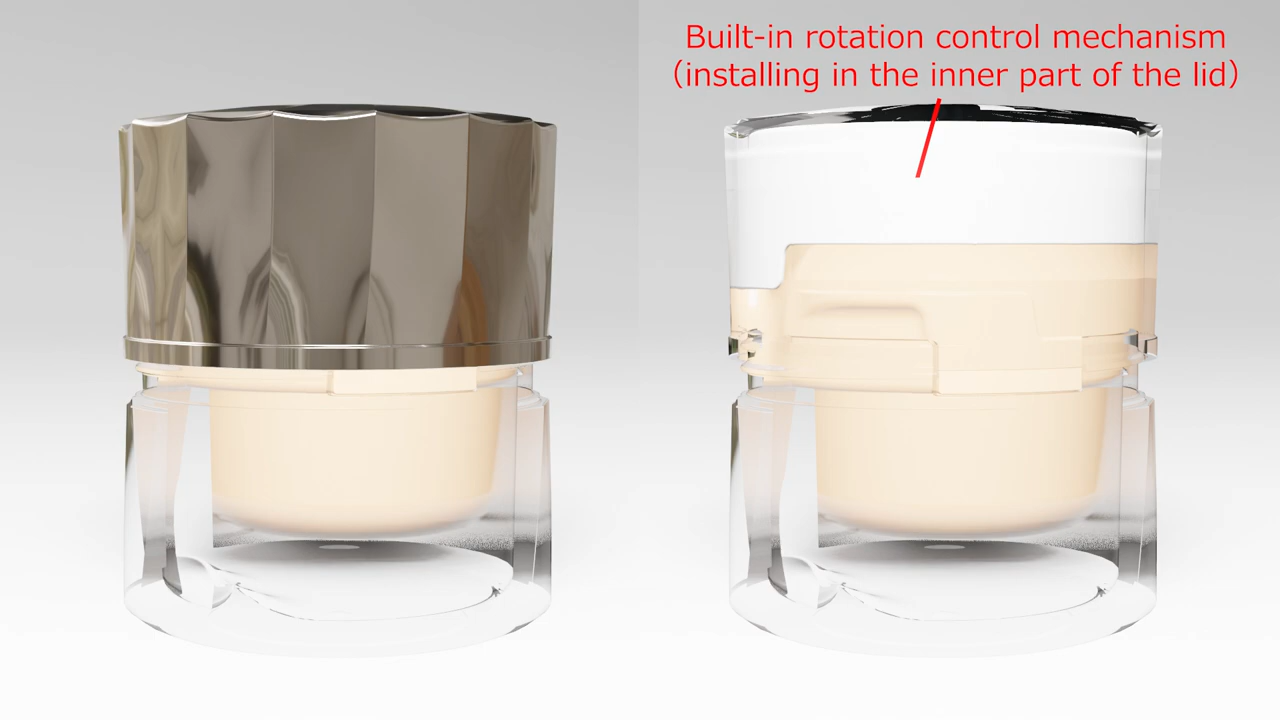 Built-in rotation control mechanism
（installing in the inner part of the lid）